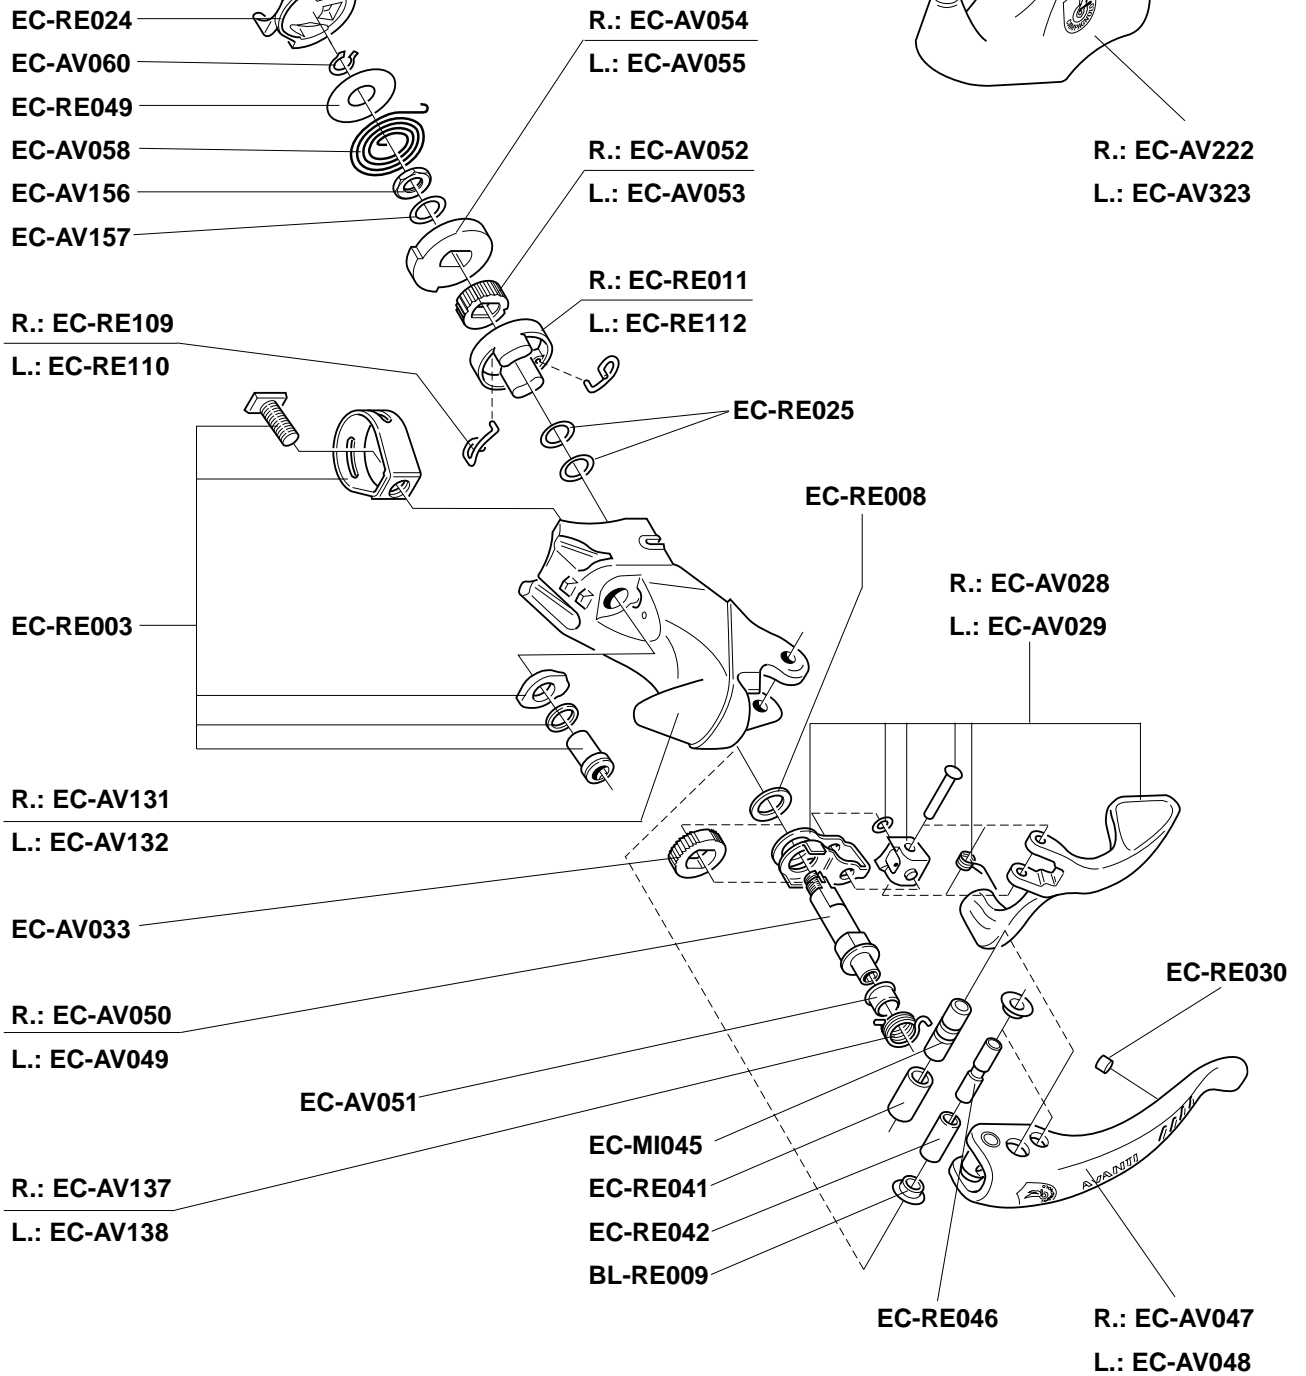 EC-RE024
EC-AV060
EC-RE049
EC-AV058
EC-AV156
EC-AV157
R.: EC-AV054
L.: EC-AV055
R.: EC-AV052
L.: EC-AV053
R.: EC-AV222
L.: EC-AV323
R.: EC-RE011
L.: EC-RE112
R.: EC-RE109
L.: EC-RE110
EC-RE025
EC-RE008
R.: EC-AV028
L.: EC-AV029
EC-RE003
R.: EC-AV131
L.: EC-AV132
EC-AV033
R.: EC-AV050
L.: EC-AV049
EC-RE030
EC-AV051
EC-MI045
EC-RE041
EC-RE042
BL-RE009
R.: EC-AV137
L.: EC-AV138
AVANTI
EC-RE046
R.: EC-AV047
L.: EC-AV048